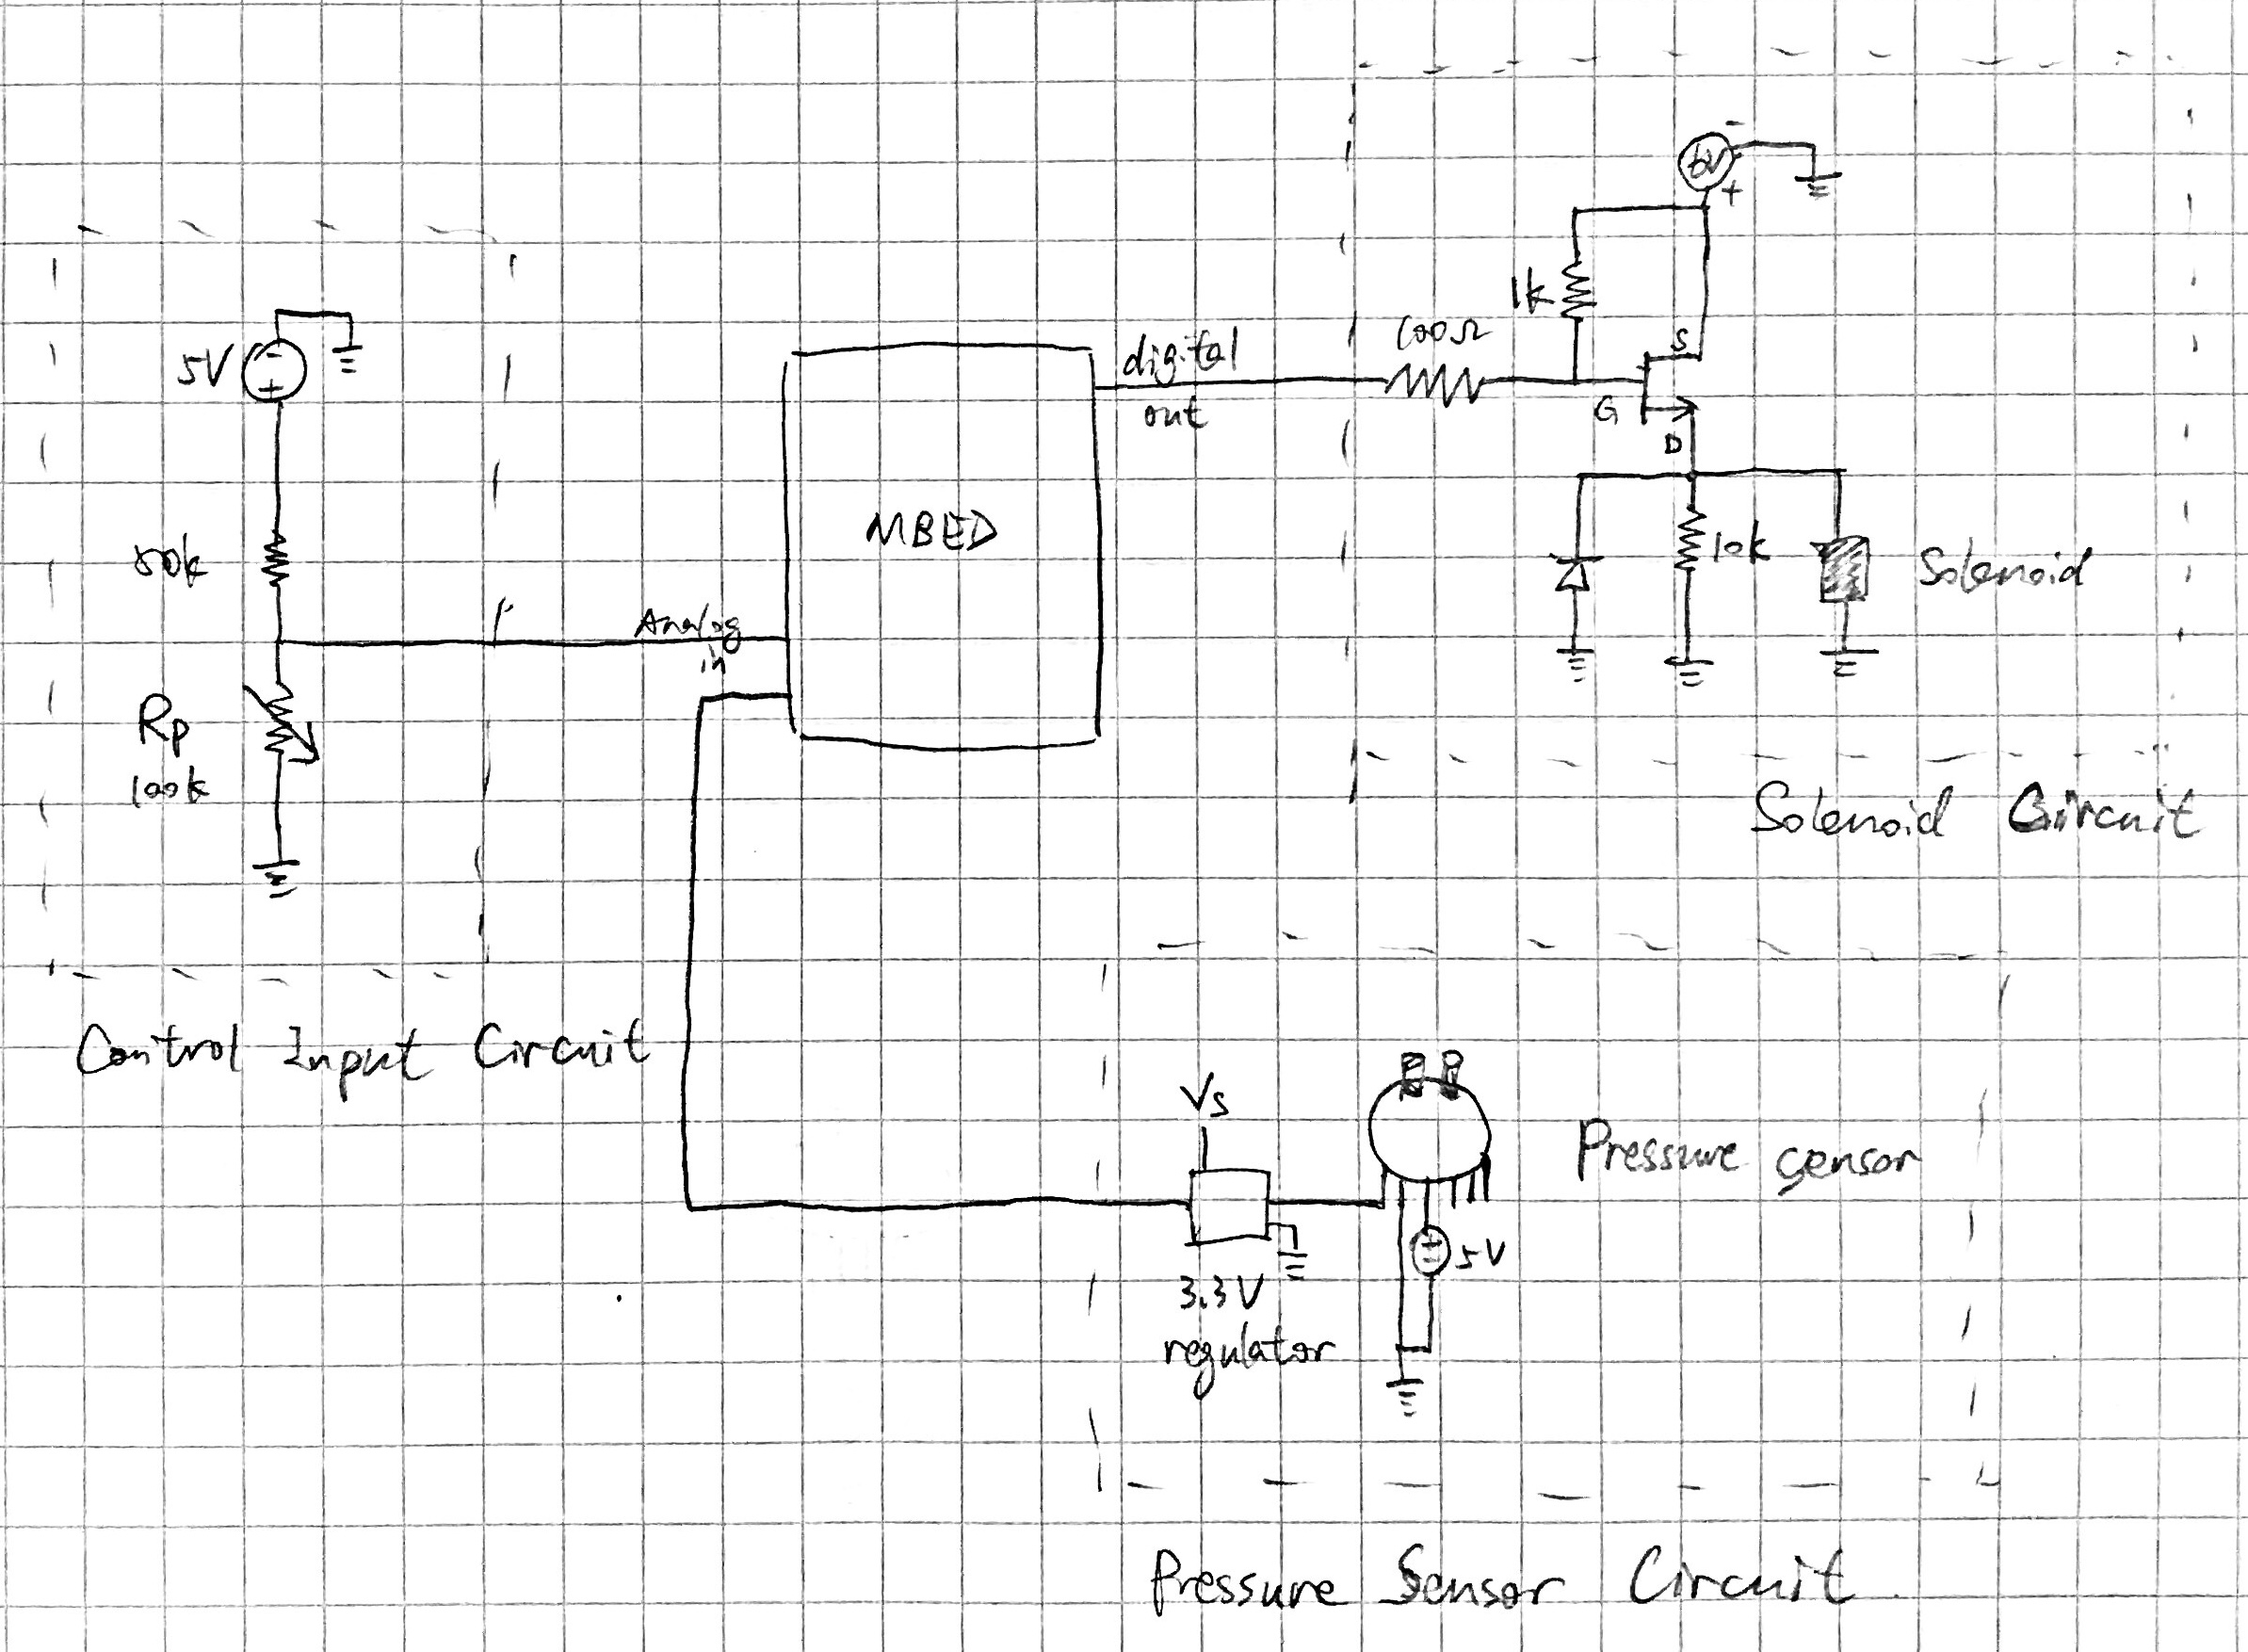 6V
-
+
1k
100Ω
S
G
D
5V
-
+
digital
out
MBED
50k
10k
Solenoid
Analog
in
Rp
100k
Solenoid Circuit
Control Input Circuit
Vs
Pressure sensor
+
-
5V
3.3V
regulator
Pressure Sensor Circuit